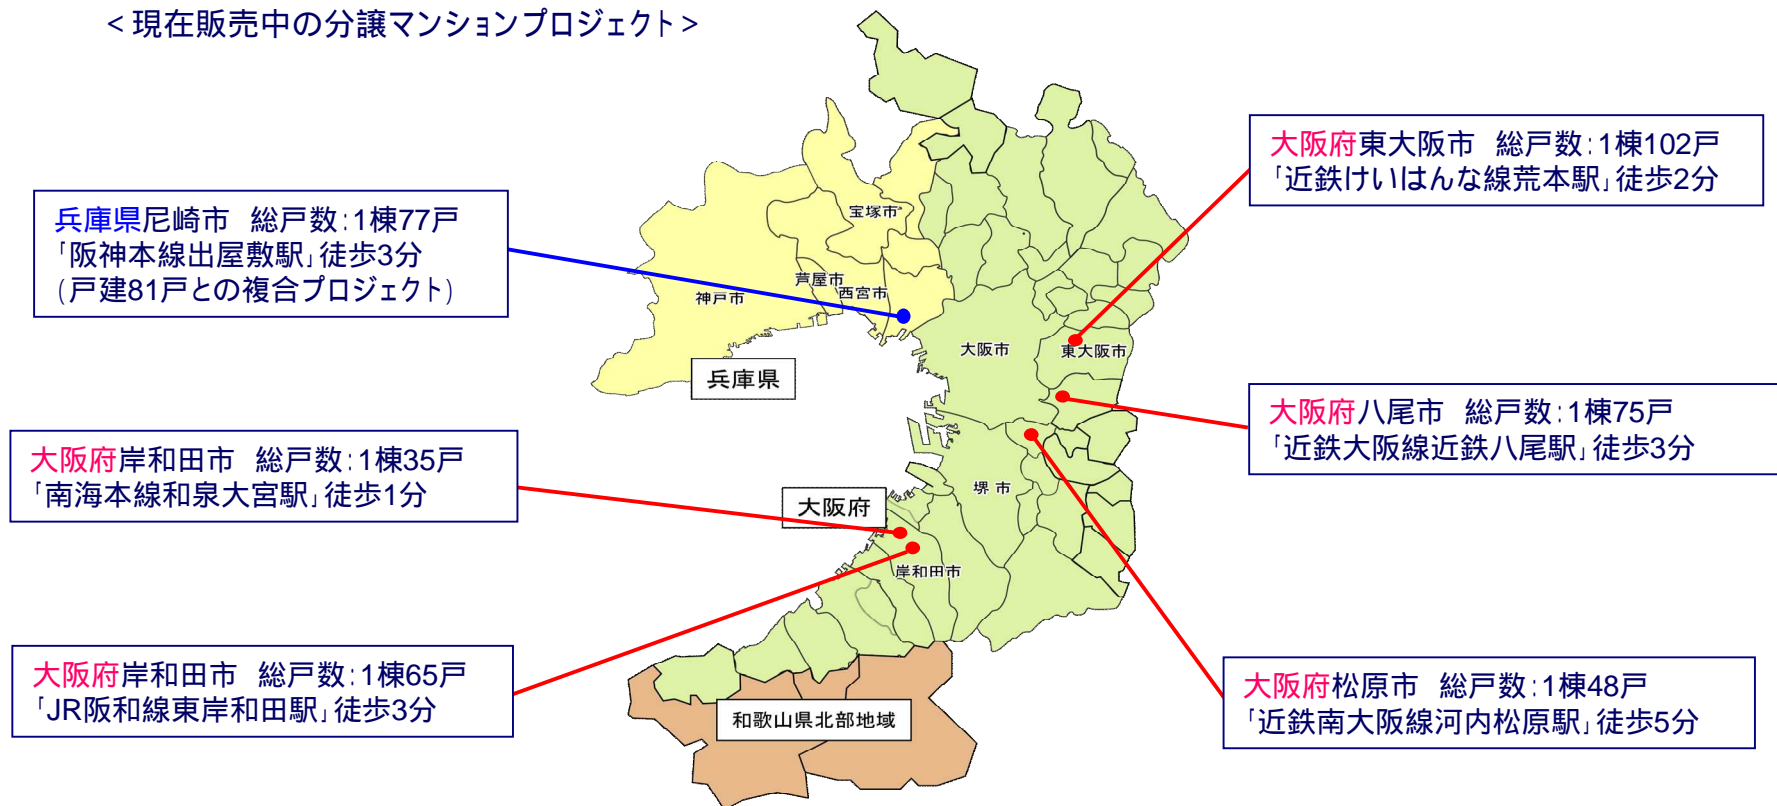 <現在販売中の分譲マンションプロジェクト>
兵庫県尼崎市 総戸数:1棟77戸
「阪神本線出屋敷駅」徒歩3分
(戸建81戸との複合プロジェクト)
大阪府東大阪市 総戸数:1棟102戸
「近鉄けいはんな線荒本駅」徒歩2分
宝塚市
芦屋市
西宮市
神戸市
兵庫県
大阪市
東大阪市
大阪府八尾市 総戸数:1棟75戸
「近鉄大阪線近鉄八尾駅」徒歩3分
大阪府岸和田市 総戸数:1棟35戸
「南海本線和泉大宮駅」徒歩1分
堺市
大阪府
岸和田市
大阪府岸和田市 総戸数:1棟65戸
「JR阪和線東岸和田駅」徒歩3分
和歌山県北部地域
大阪府松原市 総戸数:1棟48戸
「近鉄南大阪線河内松原駅」徒歩5分